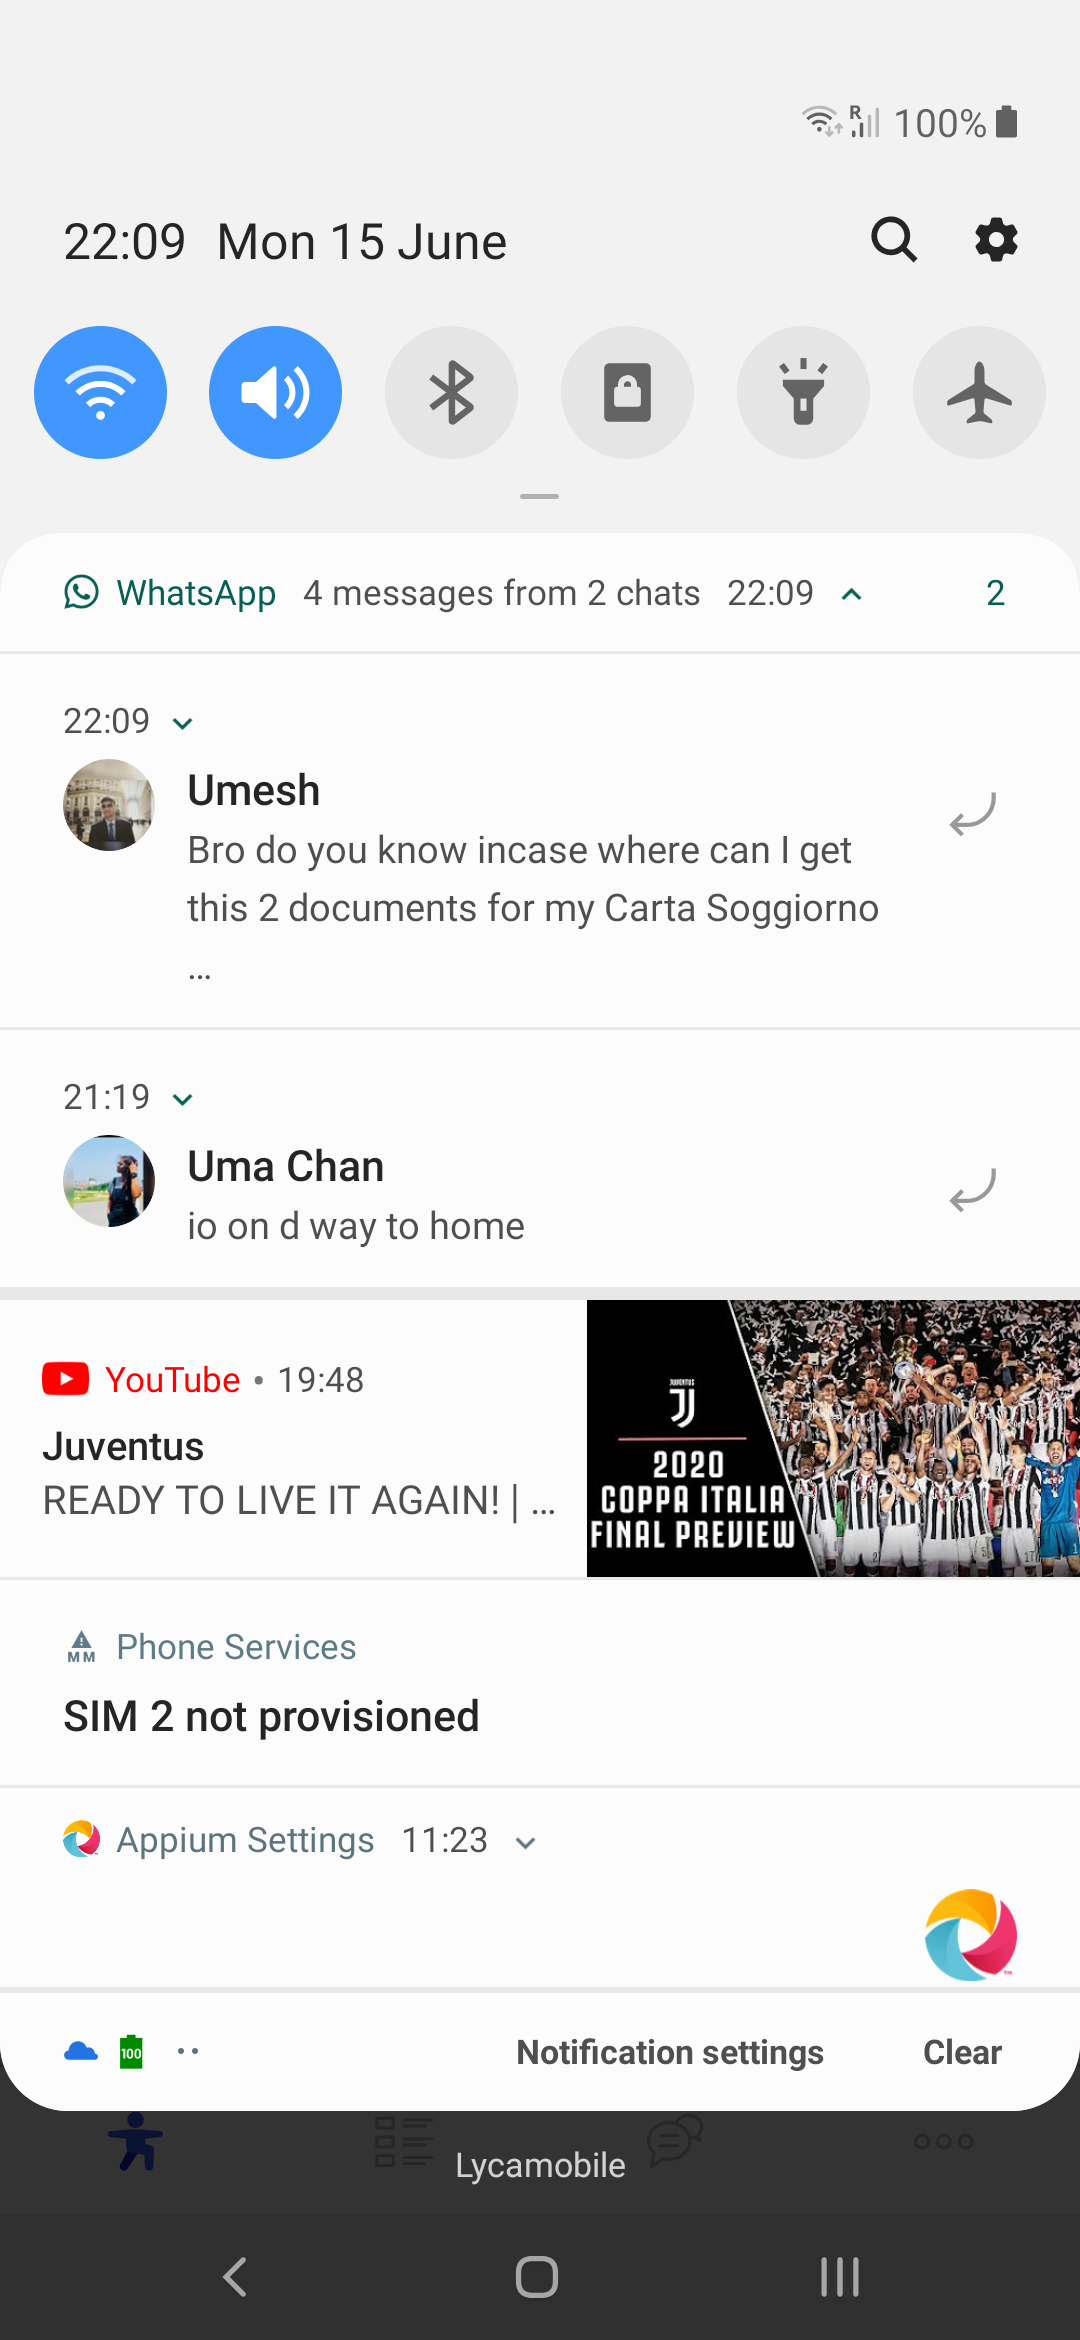 R 100%
22:09 Mon 15 June
WhatsApp 4 messages from 2 chats 22:09 2
22:09
Umesh
Bro do you know incase where can I get
this 2 documents for my Carta Soggiorno
...
21:19
Uma Chan
io on d way to home
YouTube • 19:48
Juventus
READY TO LIVE IT AGAIN! | ...
JUVENTUS
2020
COPPA ITALIA
FINAL PREVIEW
MM Phone Services
SIM 2 not provisioned
Appium Settings 11:23
100 Notification settings Clear
Lycamobile